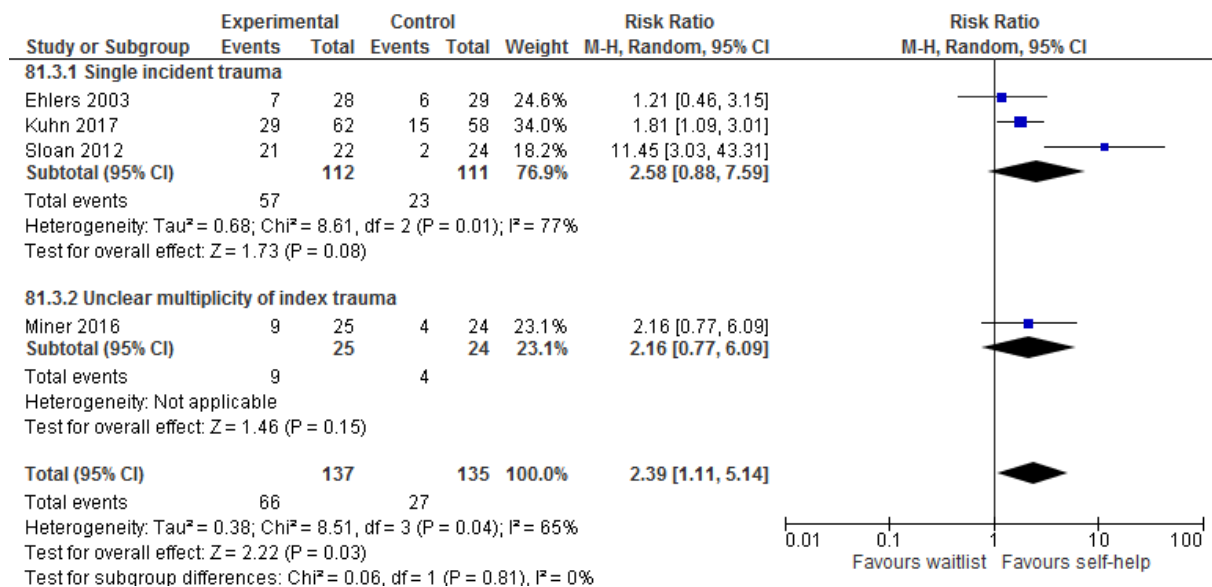 Experimental Control Risk Ratio Risk Ratio
Study or Subgroup Events Total Events Total Weight M-H, Random, 95% CI M-H, Random, 95% CI
81.3.1 Single incident trauma
Ehlers 2003 7 28 6 29 24.6% 1.21 [0.46, 3.15]
Kuhn 2017 29 62 15 58 34.0% 1.81 [1.09, 3.01]
Sloan 2012 21 22 2 24 18.2% 11.45 [3.03, 43.31]
Subtotal (95% CI) 112 111 76.9% 2.58 [0.88, 7.59]
Total events 57 23
Heterogeneity: Tau² = 0.68; Chi² = 8.61, df = 2 (P = 0.01); I² = 77%
Test for overall effect: Z = 1.73 (P = 0.08)
81.3.2 Unclear multiplicity of index trauma
Miner 2016 9 25 4 24 23.1% 2.16 [0.77, 6.09]
Subtotal (95% CI) 25 24 23.1% 2.16 [0.77, 6.09]
Total events 9 4
Heterogeneity: Not applicable
Test for overall effect: Z = 1.46 (P = 0.15)
Total (95% CI) 137 135 100.0% 2.39 [1.11, 5.14]
Total events 66 27
Heterogeneity: Tau² = 0.38; Chi² = 8.51, df = 3 (P = 0.04); I² = 65%
Test for overall effect: Z = 2.22 (P = 0.03)
Test for subgroup differences: Chi² = 0.06, df = 1 (P = 0.81), I² = 0%
0.01 0.1 1 10 100
Favours waitlist Favours self-help